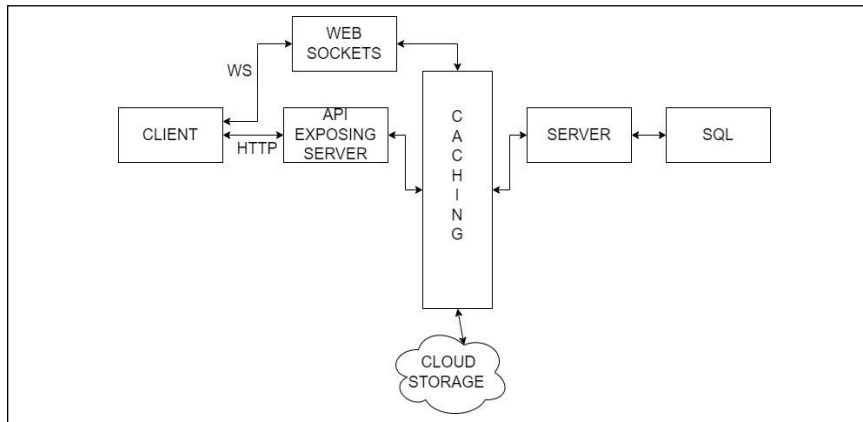 WEB
SOCKETS
WS
CLIENT
HTTP
API
EXPOSING
SERVER
C
A
C
H
I
N
G
SERVER
SQL
CLOUD
STORAGE